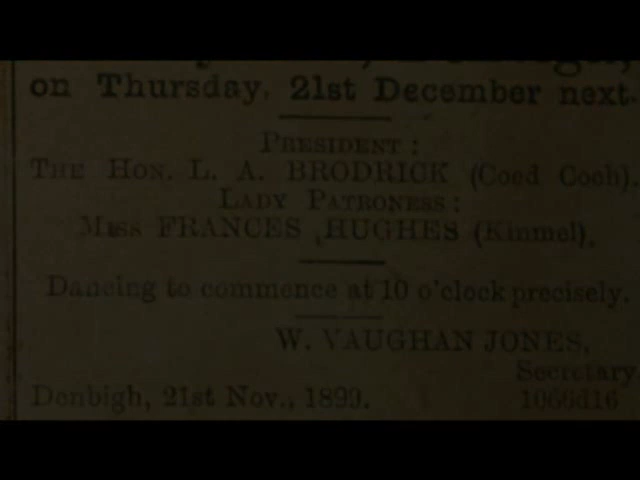 on Thursday, 21st December next.
PRESIDENT:
THE HON. L. A. BRODRICK (Coed Coch).
LADY PATRONESS:
Miss FRANCES HUGHES (Kinmel).
Dancing to commence at 10 o'clock precisely.
W. VAUGHAN JONES,
Secretary
Denbigh, 21st Nov., 1899. 1066d16